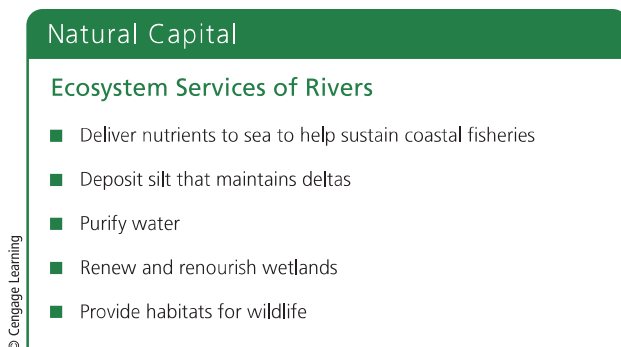 Natural Capital
Ecosystem Services of Rivers
Deliver nutrients to sea to help sustain coastal fisheries
Deposit silt that maintains deltas
Purify water
Renew and renourish wetlands
Provide habitats for wildlife
© Cengage Learning